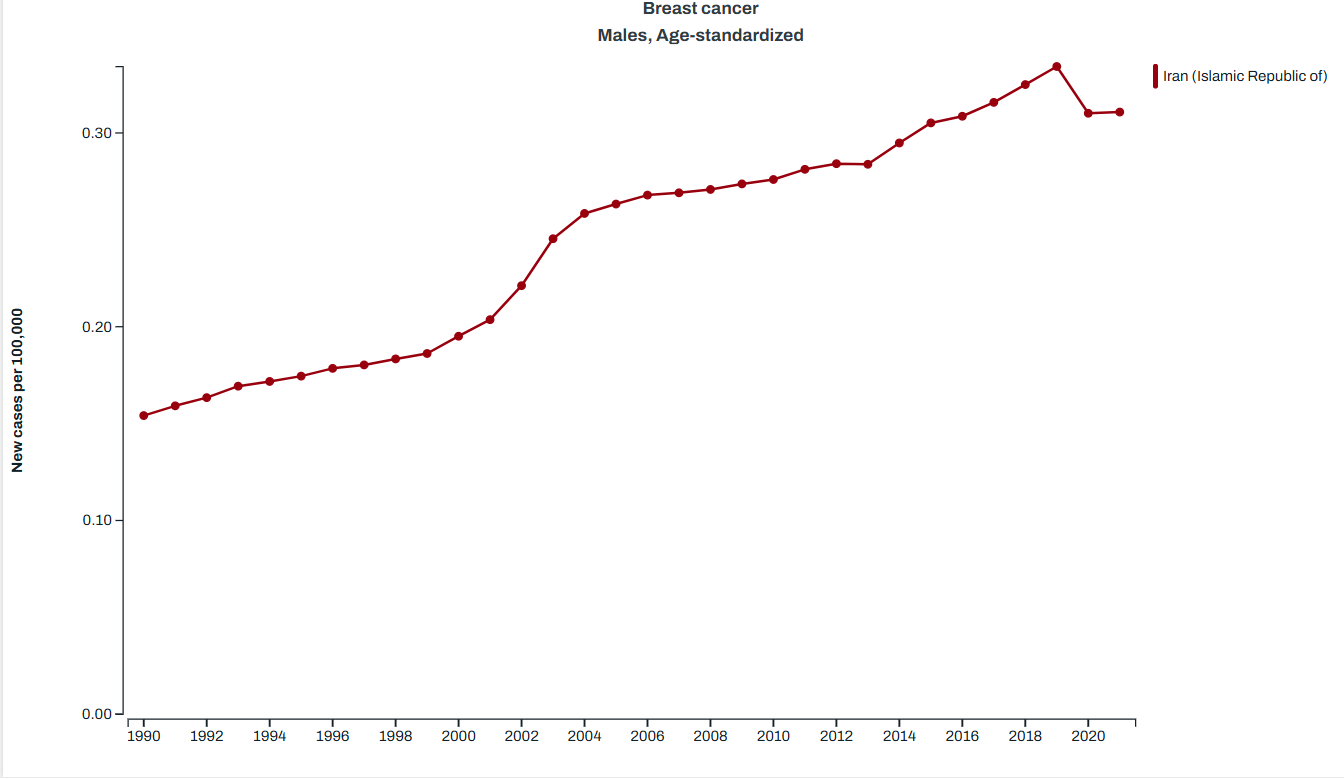 Breast cancer
Males, Age-standardized
Iran (Islamic Republic of)
New cases per 100,000
0.30
0.20
0.10
0.00
1990 1992 1994 1996 1998 2000 2002 2004 2006 2008 2010 2012 2014 2016 2018 2020